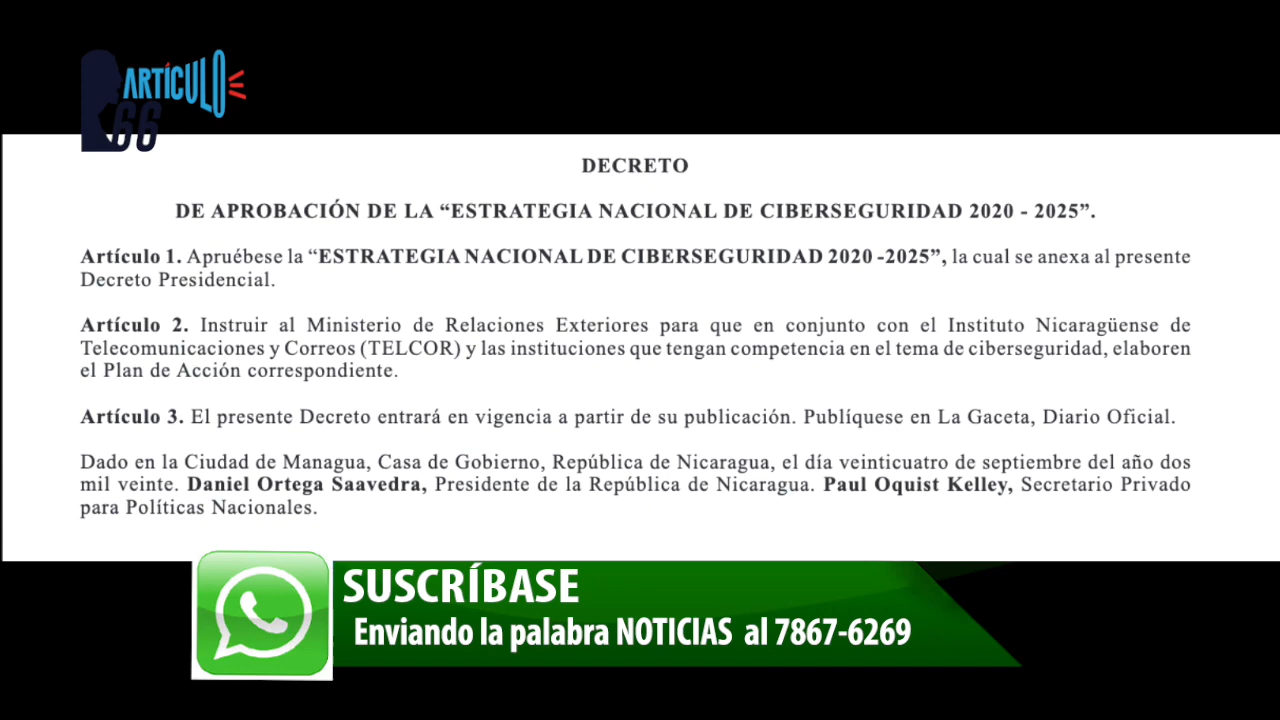 ARTÍCULO
66
DECRETO
DE APROBACIÓN DE LA “ESTRATEGIA NACIONAL DE CIBERSEGURIDAD 2020 - 2025”.
Artículo 1. Apruébese la “ESTRATEGIA NACIONAL DE CIBERSEGURIDAD 2020 -2025”, la cual se anexa al presente
Decreto Presidencial.
Artículo 2. Instruir al Ministerio de Relaciones Exteriores para que en conjunto con el Instituto Nicaragüense de
Telecomunicaciones y Correos (TELCOR) y las instituciones que tengan competencia en el tema de ciberseguridad, elaboren
el Plan de Acción correspondiente.
Artículo 3. El presente Decreto entrará en vigencia a partir de su publicación. Publíquese en La Gaceta, Diario Oficial.
Dado en la Ciudad de Managua, Casa de Gobierno, República de Nicaragua, el día veinticuatro de septiembre del año dos
mil veinte. Daniel Ortega Saavedra, Presidente de la República de Nicaragua. Paul Oquist Kelley, Secretario Privado
para Políticas Nacionales.
SUSCRÍBASE
Enviando la palabra NOTICIAS al 7867-6269